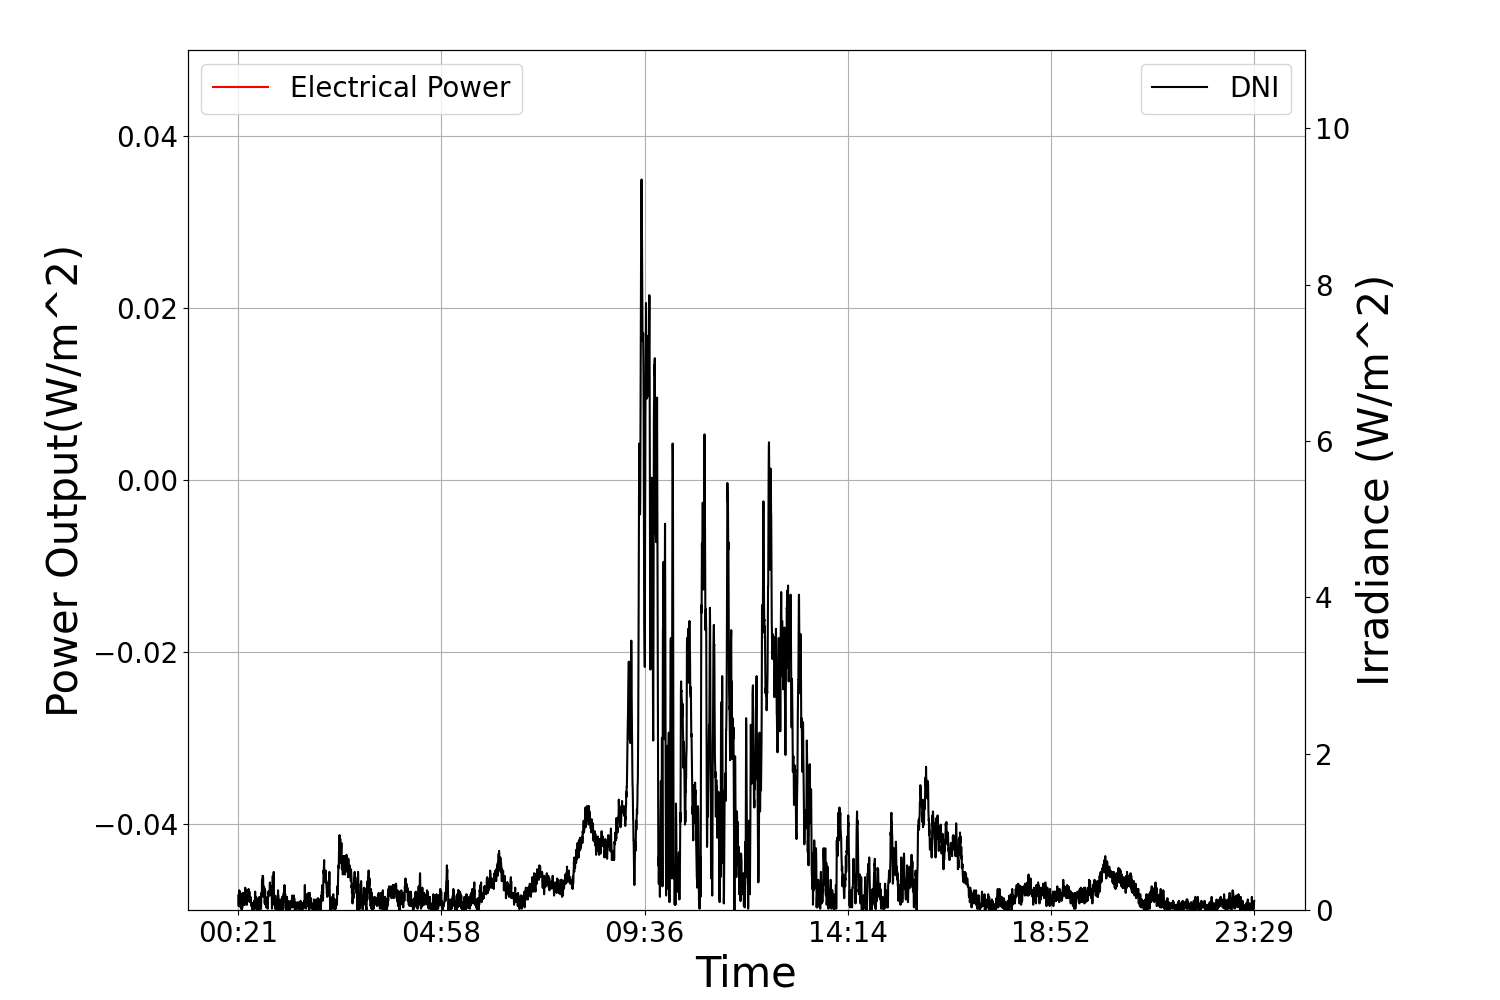 Electrical Power
DNI
0.04
0.02
0.00
−0.02
−0.04
Power Output(W/m^2)
10
8
6
4
2
0
Irradiance (W/m^2)
00:21 04:58 09:36 14:14 18:52 23:29
Time